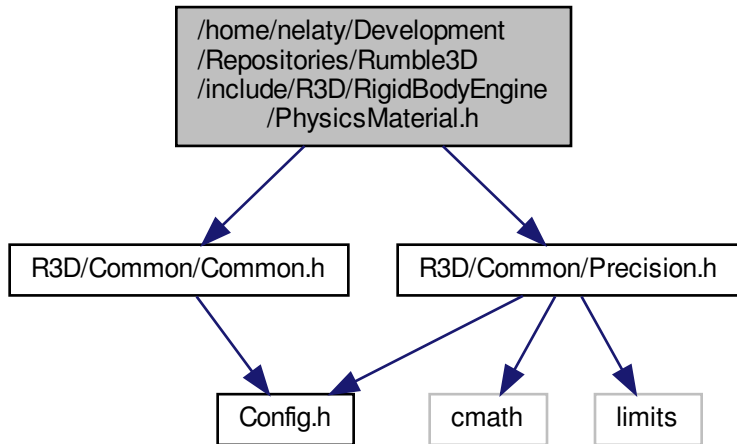 /home/nelaty/Development
/Repositories/Rumble3D
/include/R3D/RigidBodyEngine
/PhysicsMaterial.h
R3D/Common/Common.h
R3D/Common/Precision.h
Config.h
cmath
limits